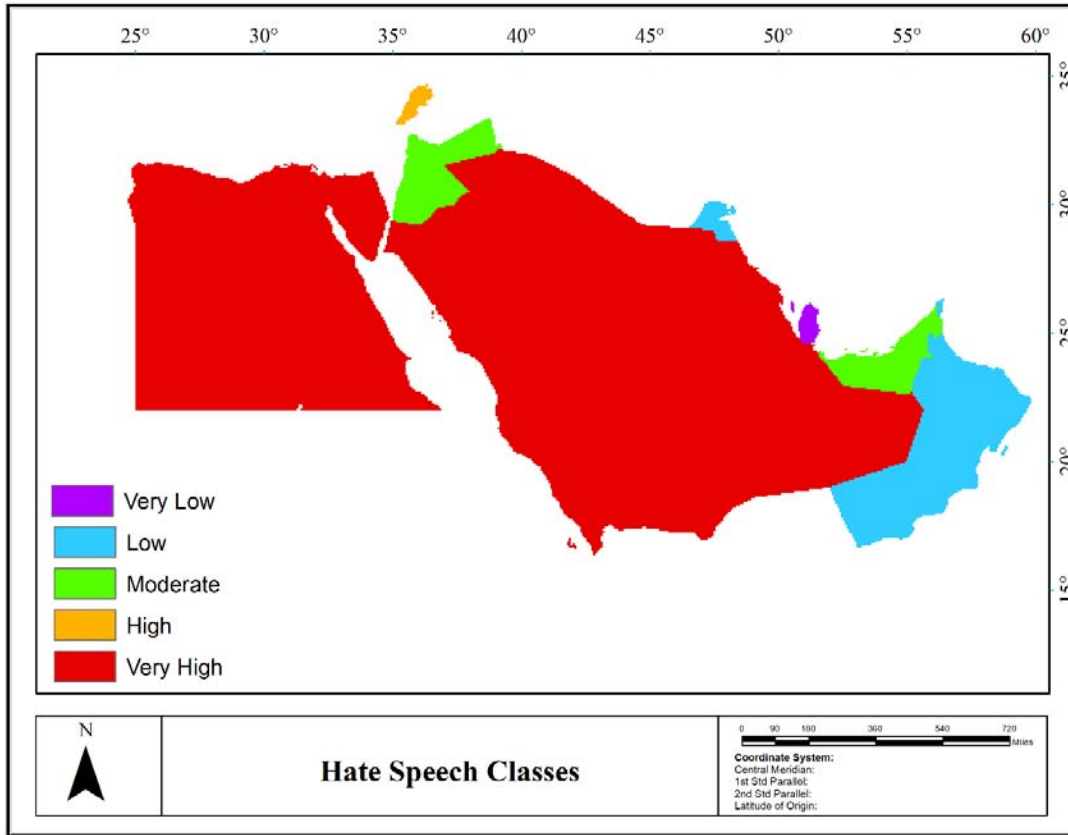 25° 30° 35° 40° 45° 50° 55° 60°
35°
30°
25°
20°
15°
Very Low
Low
Moderate
High
Very High
N
Hate Speech Classes
0 90 180 360 540 720
Miles
Coordinate System:
Central Meridian:
1st Std Parallel:
2nd Std Parallel:
Latitude of Origin: